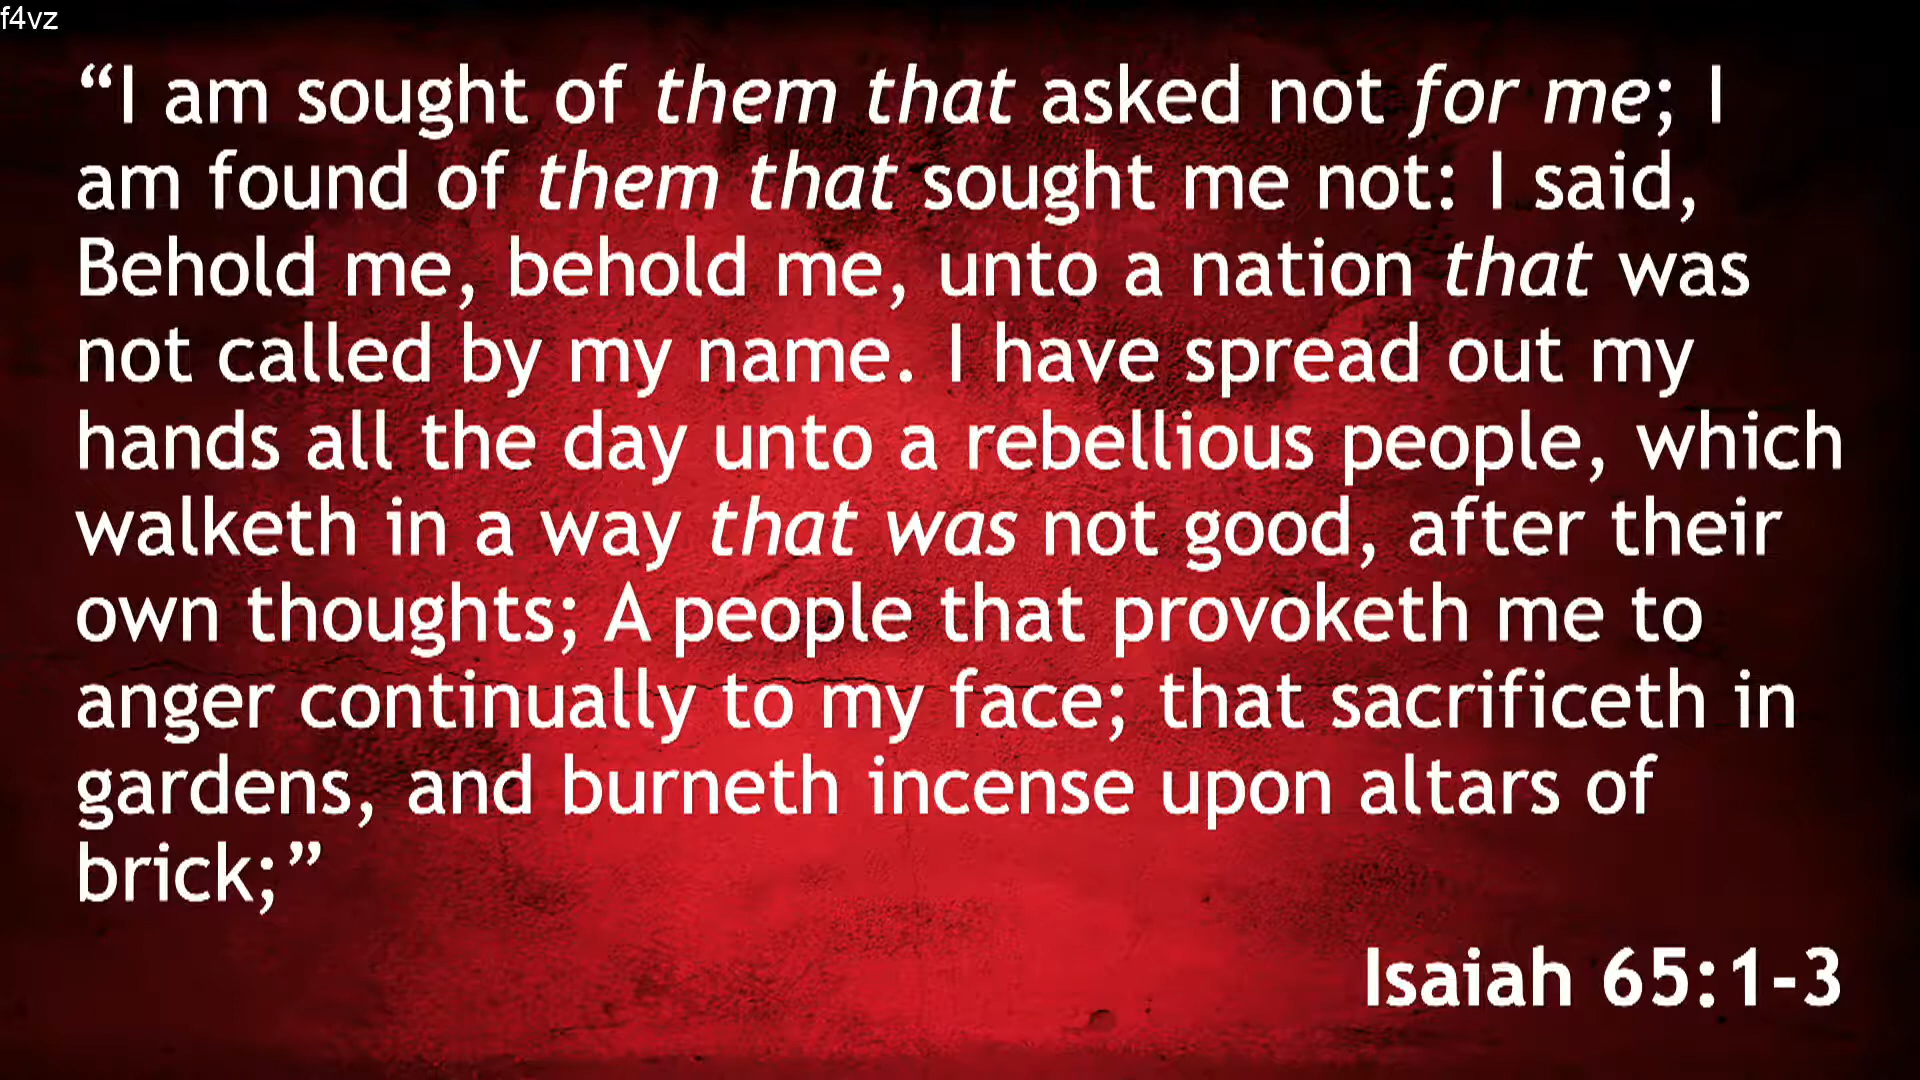 f4vz
“I am sought of them that asked not for me; I
am found of them that sought me not: I said,
Behold me, behold me, unto a nation that was
not called by my name. I have spread out my
hands all the day unto a rebellious people, which
walketh in a way that was not good, after their
own thoughts; A people that provoketh me to
anger continually to my face; that sacrificeth in
gardens, and burneth incense upon altars of
brick;”
Isaiah 65:1-3